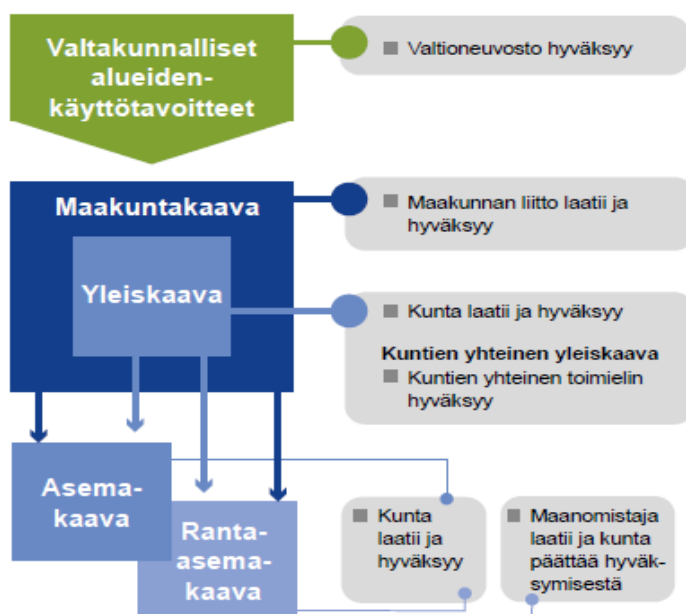 Valtakunnalliset
alueiden-
käyttötavoitteet
Valtioneuvosto hyväksyy
Maakuntakaava
Maakunnan liitto laatii ja
hyväksyy
Yleiskaava
Kunta laatii ja hyväksyy
Kuntien yhteinen yleiskaava
Kuntien yhteinen toimielin
hyväksyy
Asema-
kaava
Ranta-
asema-
kaava
Kunta
laatii ja
hyväksyy
Maanomistaja
laatii ja kunta
päättää hyväk-
symisestä